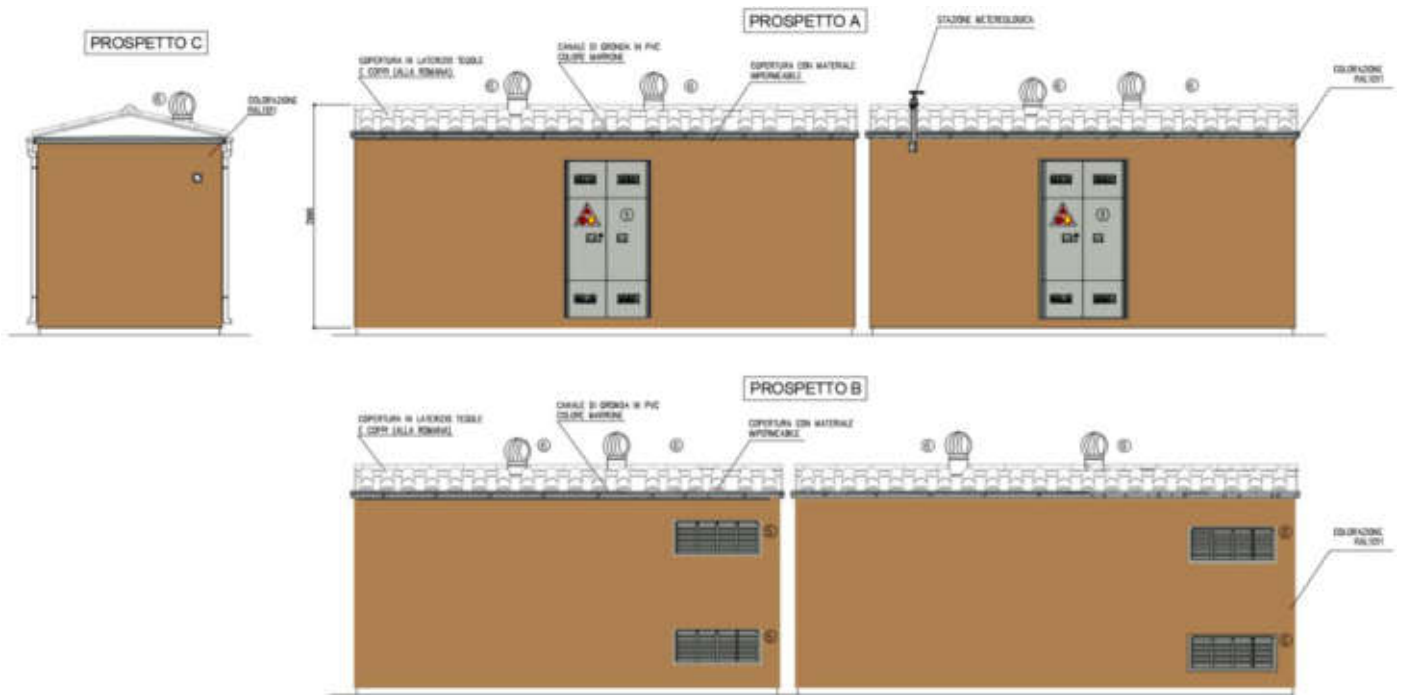 PROSPETTO C
COLORAZIONE
PROSPETTO A
COPERTURA IN LATERIZIO TEGOLE
E COPPI (ALLA ROMANA)
CANALE DI GRONDA IN PVC
COLORE MARRONE
COPERTURA CON MATERIALE
IMPERMEABILE
STAZIONE METEREOLOGICA
COLORAZIONE
PROSPETTO B
COPERTURA IN LATERIZIO TEGOLE
E COPPI (ALLA ROMANA)
CANALE DI GRONDA IN PVC
COLORE MARRONE
COPERTURA CON MATERIALE
IMPERMEABILE
COLORAZIONE